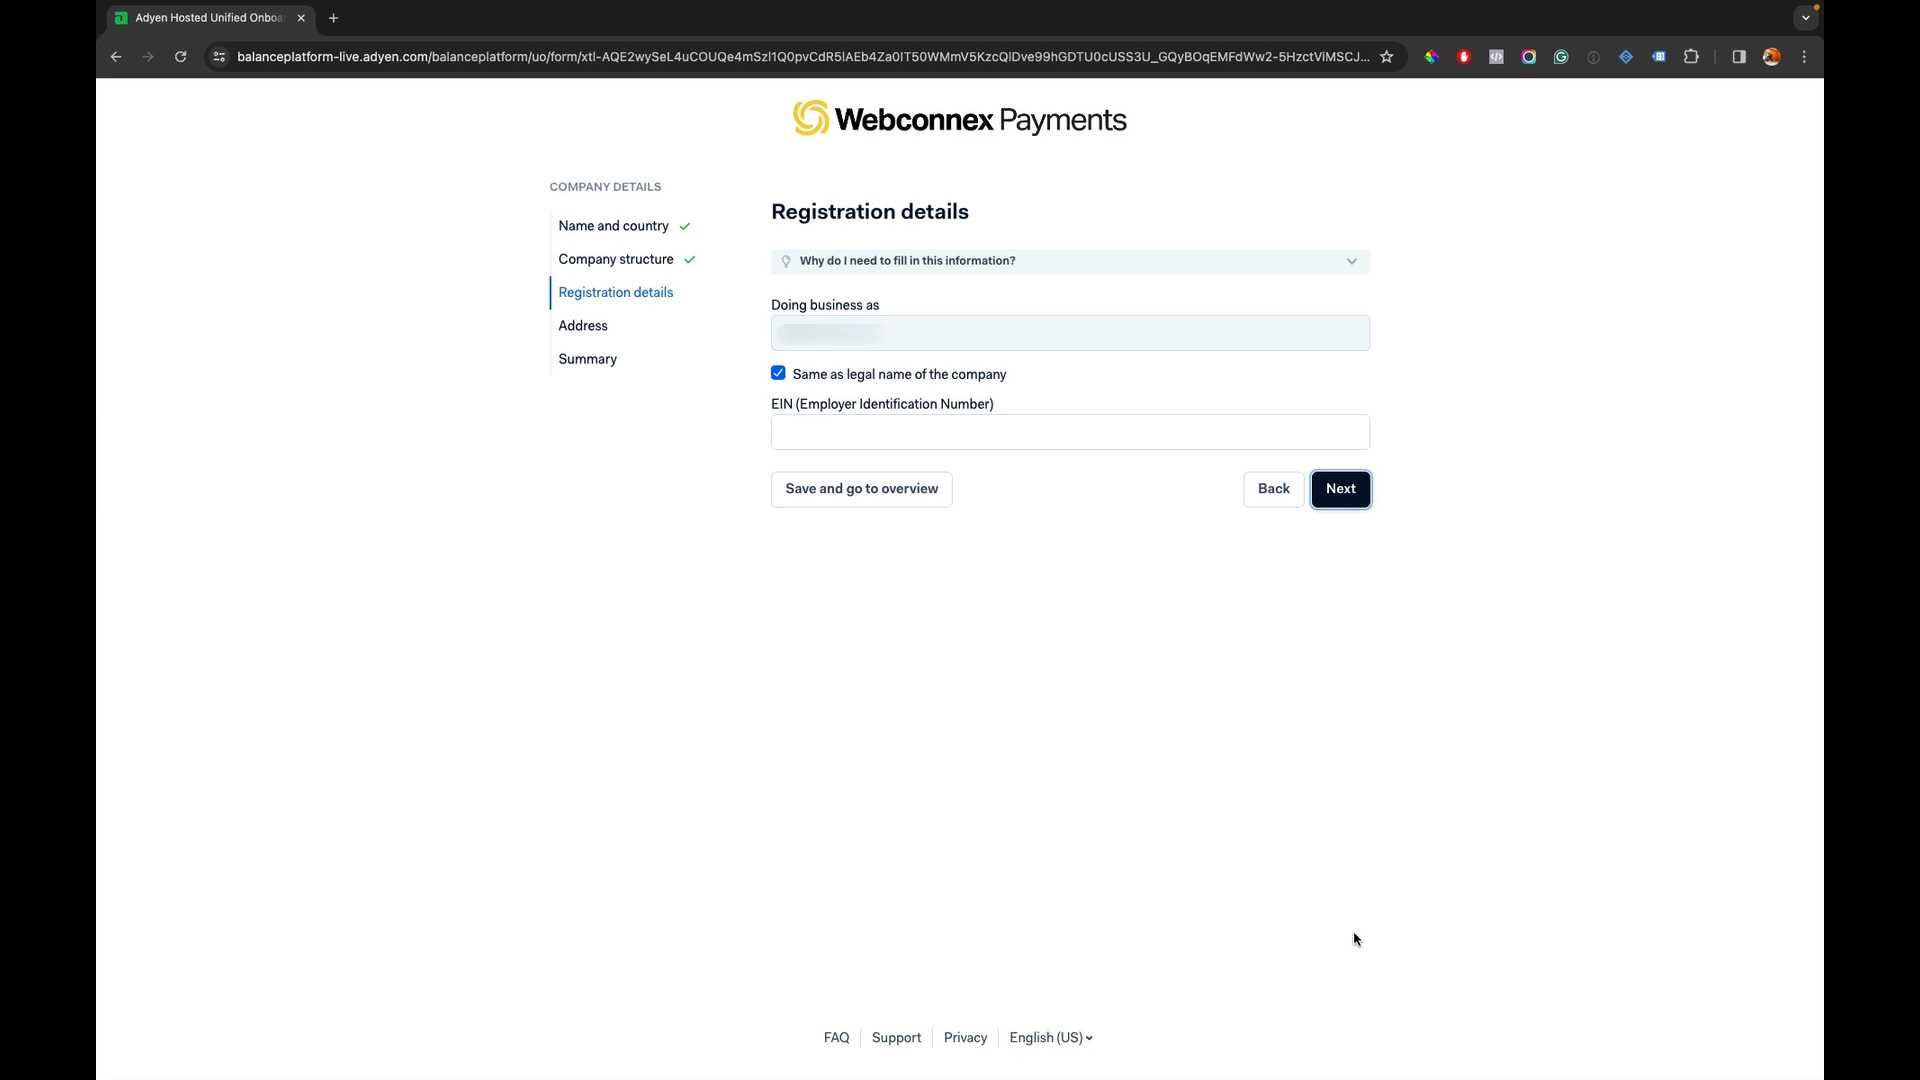 Adyen Hosted Unified Onboa
balanceplatform-live.adyen.com/balanceplatform/uo/form/xtl-AQE2wySeL4uCOUQe4mSzl1Q0pvCdR5lAEb4Za0IT50WMmV5KzcQlDve99hGDTU0cUSS3U_GQyBOqEMFdWw2-5HzctViMSCJ...
Webconnex Payments
COMPANY DETAILS
Name and country
Company structure
Registration details
Address
Summary
Registration details
Why do I need to fill in this information?
Doing business as
Same as legal name of the company
EIN (Employer Identification Number)
Save and go to overview
Back
Next
FAQ
Support
Privacy
English (US)